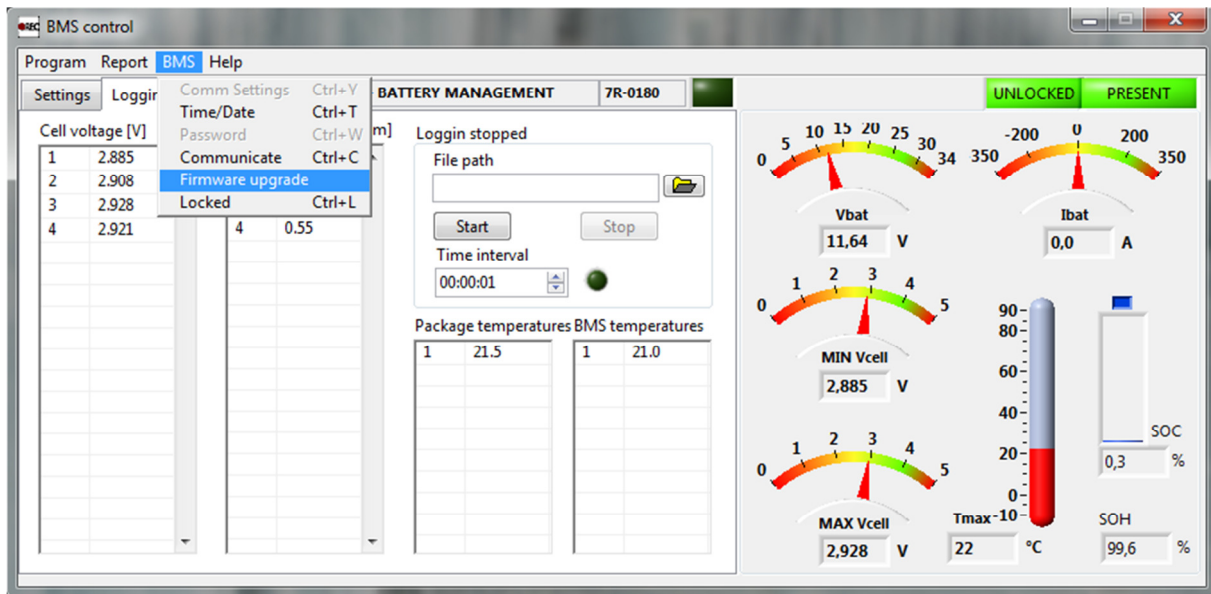 REC BMS control
Program Report BMS Help
Settings
Comm Settings Ctrl+Y
Time/Date Ctrl+T
Password Ctrl+W
Communicate Ctrl+C
Firmware upgrade
Locked Ctrl+L
BATTERY MANAGEMENT 7R-0180
UNLOCKED PRESENT
Cell voltage [V]
1 2.885
2 2.908
3 2.928
4 2.921
4 0.55
Loggin stopped
File path
Start Stop
Time interval
00:00:01
Package temperatures BMS temperatures
1 21.5 1 21.0
0 5 10 15 20 25 30 34
Vbat
11,64 V
350 -200 0 200 350
Ibat
0,0 A
0 1 2 3 4 5
MIN Vcell
2,885 V
0 1 2 3 4 5
MAX Vcell
2,928 V
90
80
60
40
20
0
-10
Tmax
22 °C
SOC
0,3 %
SOH
99,6 %